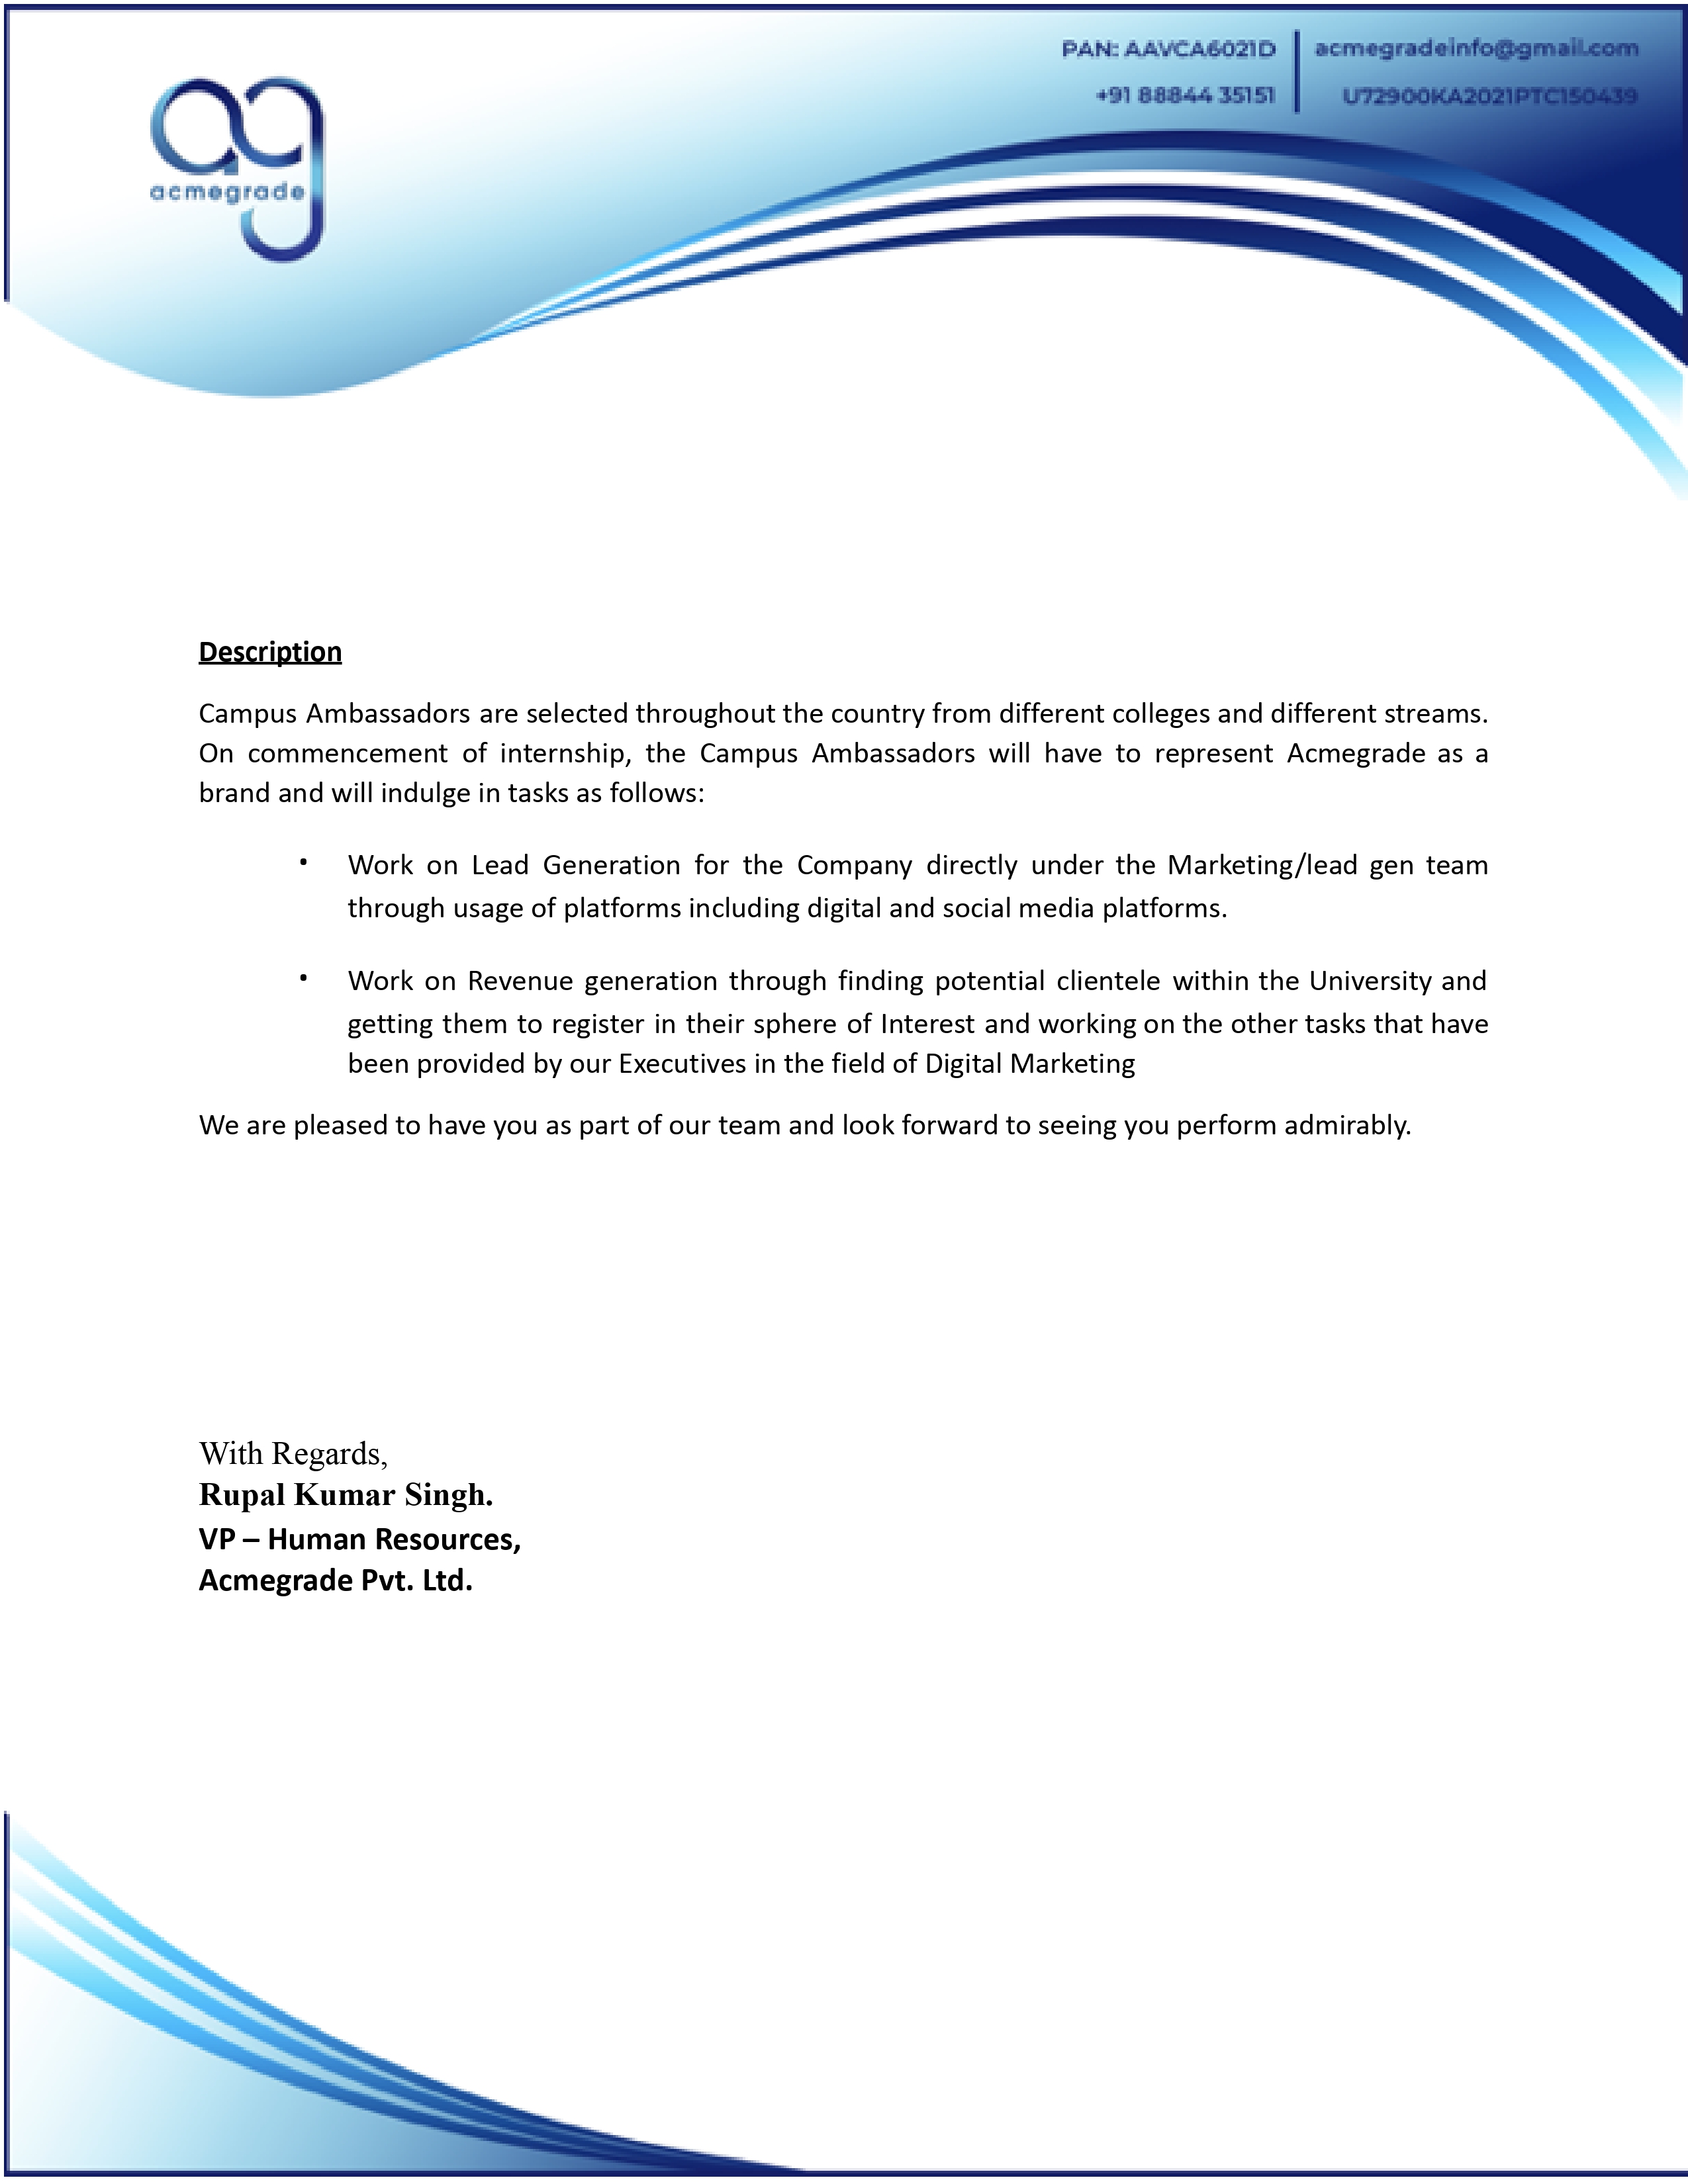 PAN: AAVCA6021D
+91 88844 35151
acmegradeinfo@gmail.com
U72900KA2021PTC150439
ag
acmegrade
Description
Campus Ambassadors are selected throughout the country from different colleges and different streams.
On commencement of internship, the Campus Ambassadors will have to represent Acmegrade as a
brand and will indulge in tasks as follows:
• Work on Lead Generation for the Company directly under the Marketing/lead gen team
through usage of platforms including digital and social media platforms.
• Work on Revenue generation through finding potential clientele within the University and
getting them to register in their sphere of Interest and working on the other tasks that have
been provided by our Executives in the field of Digital Marketing
We are pleased to have you as part of our team and look forward to seeing you perform admirably.
With Regards,
Rupal Kumar Singh.
VP – Human Resources,
Acmegrade Pvt. Ltd.